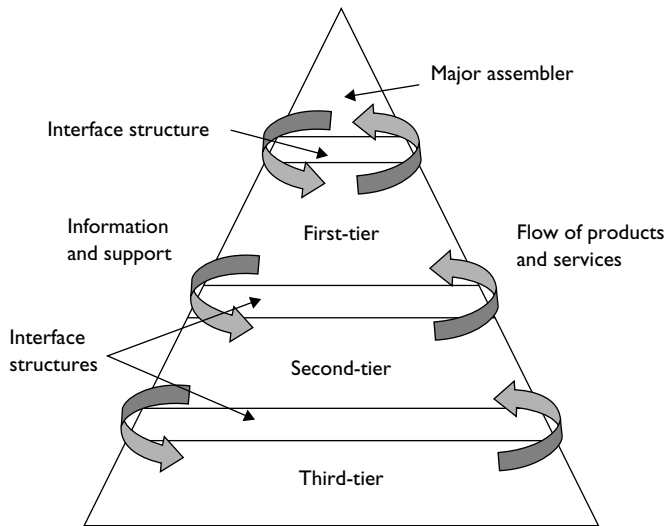 Major assembler
Interface structure
Information
and support
First-tier
Flow of products
and services
Interface
structures
Second-tier
Third-tier